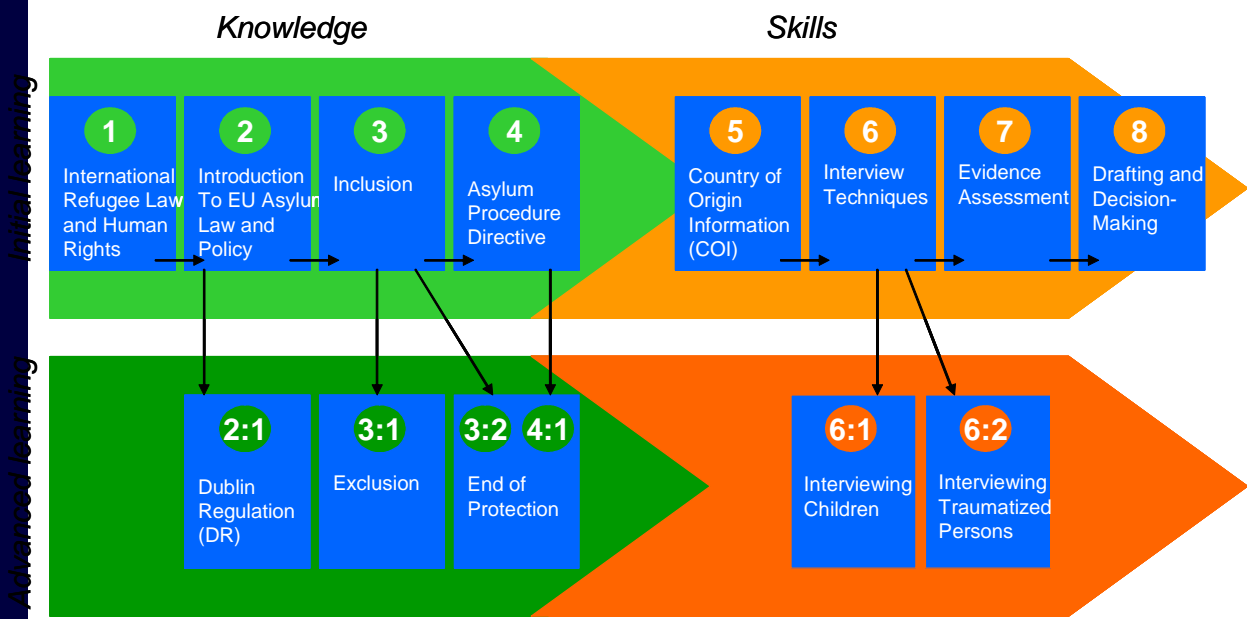 Knowledge
Skills
Initial learning
1
International
Refugee Law
and Human
Rights
2
Introduction
To EU Asylum
Law and
Policy
3
Inclusion
4
Asylum
Procedure
Directive
5
Country of
Origin
Information
(COI)
6
Interview
Techniques
7
Evidence
Assessment
8
Drafting and
Decision-
Making
Advanced learning
2:1
Dublin
Regulation
(DR)
3:1
Exclusion
3:2 4:1
End of
Protection
6:1
Interviewing
Children
6:2
Interviewing
Traumatized
Persons